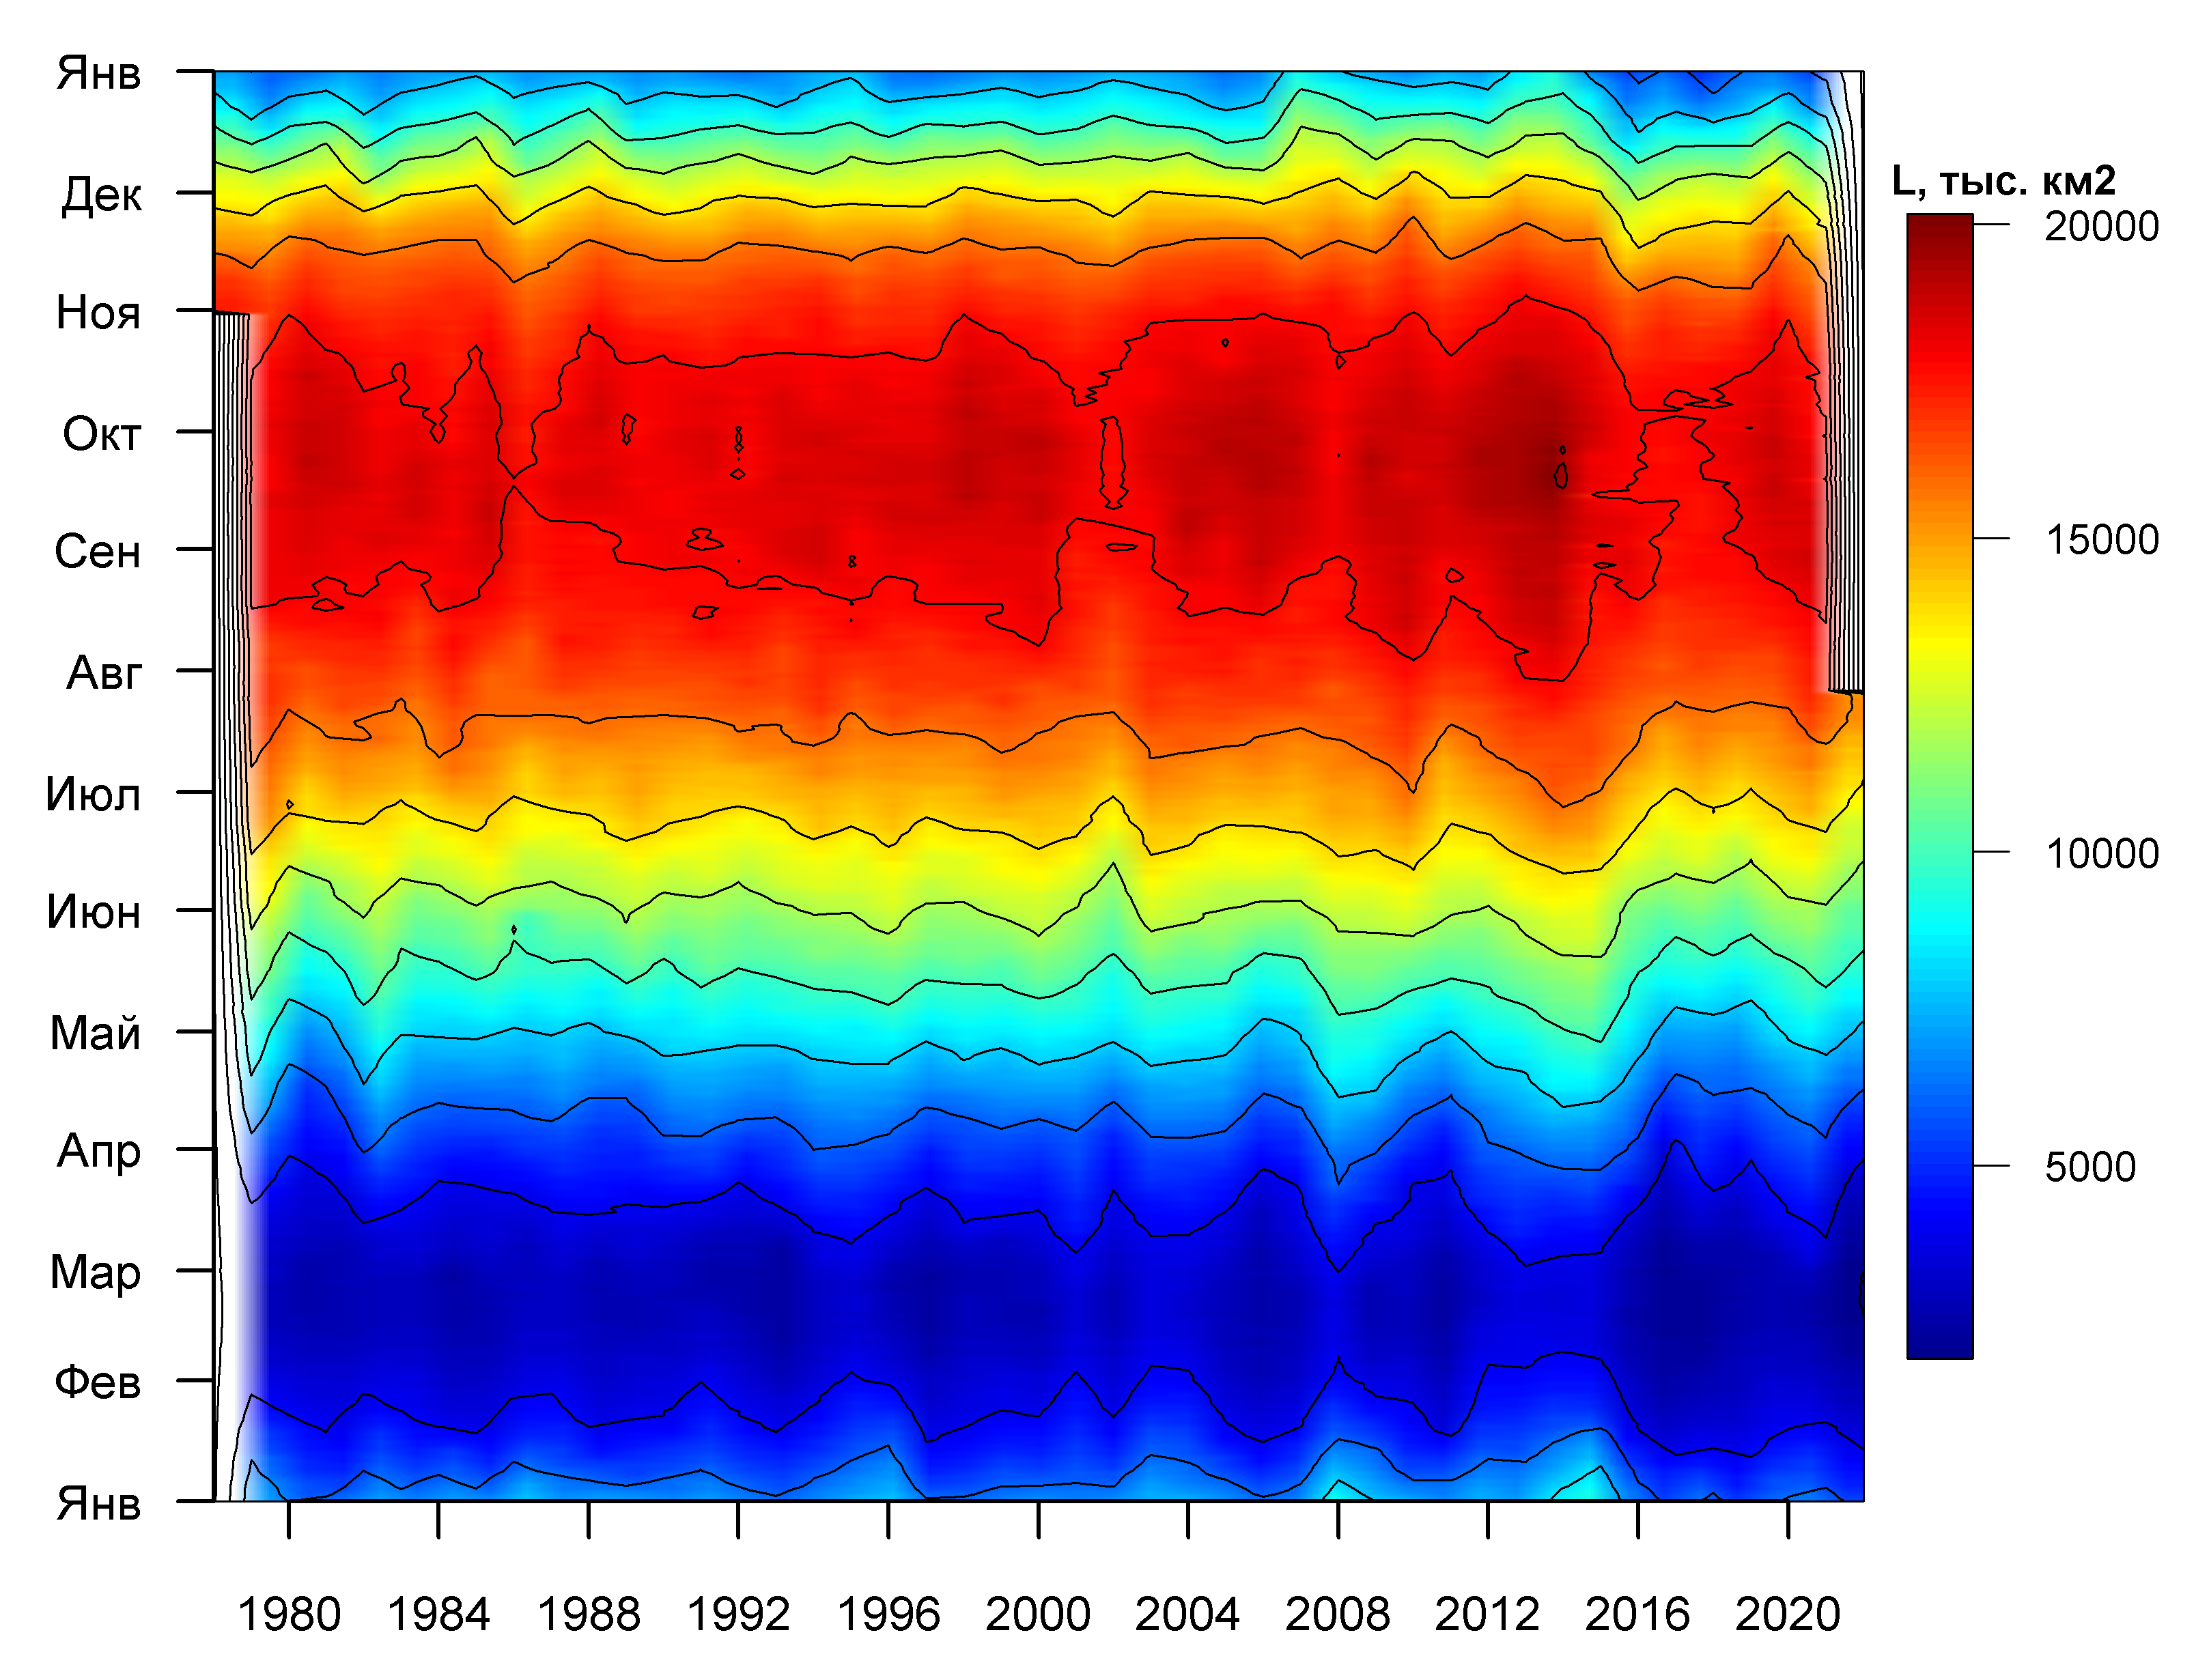 Янв
Дек
Ноя
Окт
Сен
Авг
Июл
Июн
Май
Апр
Мар
Фев
Янв
L, тыс. км2
20000
15000
10000
5000
1980 1984 1988 1992 1996 2000 2004 2008 2012 2016 2020